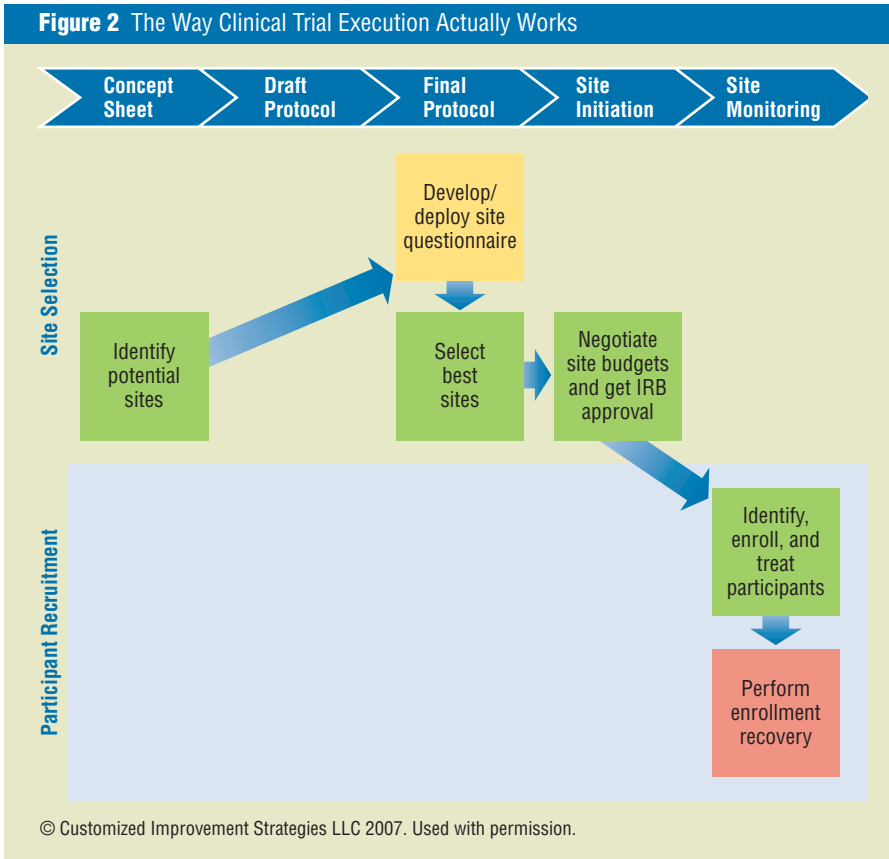 Figure 2 The Way Clinical Trial Execution Actually Works
Concept
Sheet
Draft
Protocol
Final
Protocol
Site
Initiation
Site
Monitoring
Site Selection
Develop/
deploy site
questionnaire
Identify
potential
sites
Select
best
sites
Negotiate
site budgets
and get IRB
approval
Participant Recruitment
Identify,
enroll, and
treat
participants
Perform
enrollment
recovery
© Customized Improvement Strategies LLC 2007. Used with permission.